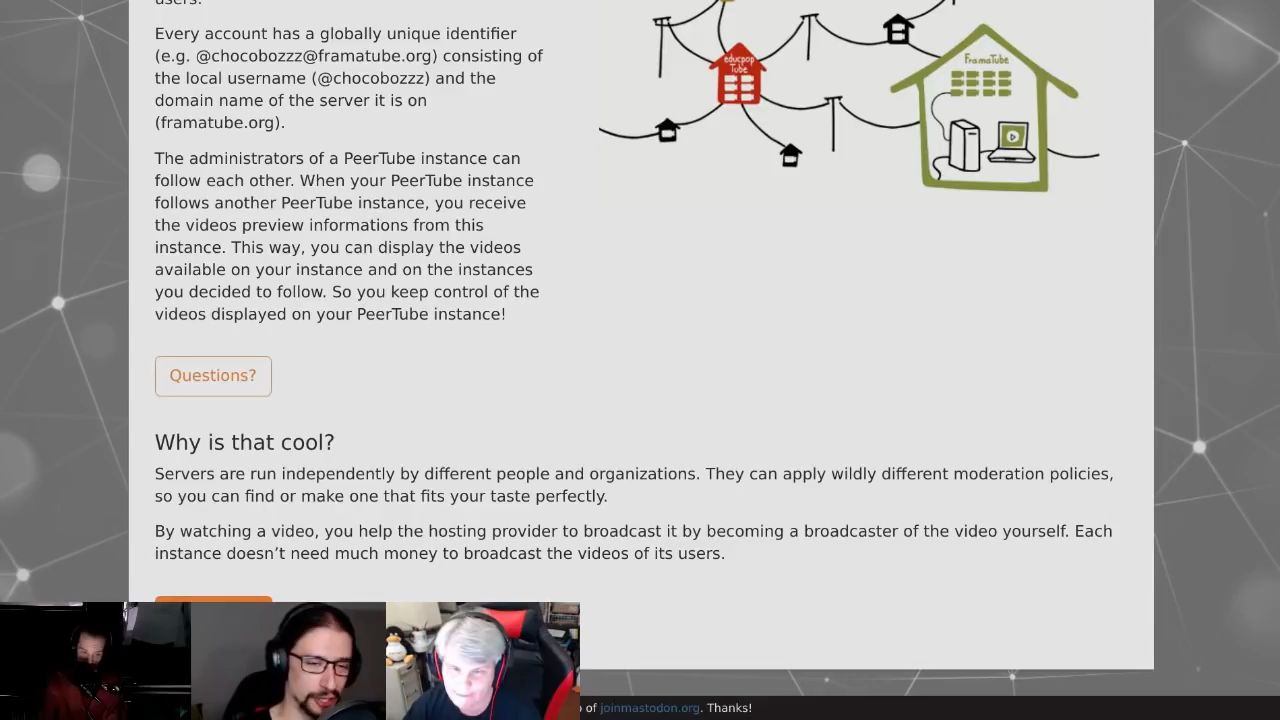 users.
Every account has a globally unique identifier
(e.g. @chocobozzz@framatube.org) consisting of
the local username (@chocobozzz) and the
domain name of the server it is on
(framatube.org).
The administrators of a PeerTube instance can
follow each other. When your PeerTube instance
follows another PeerTube instance, you receive
the videos preview informations from this
instance. This way, you can display the videos
available on your instance and on the instances
you decided to follow. So you keep control of the
videos displayed on your PeerTube instance!
educpop
Tube
FramaTube
Questions?
Why is that cool?
Servers are run independently by different people and organizations. They can apply wildly different moderation policies,
so you can find or make one that fits your taste perfectly.
By watching a video, you help the hosting provider to broadcast it by becoming a broadcaster of the video yourself. Each
instance doesn’t need much money to broadcast the videos of its users.
of joinmastodon.org. Thanks!